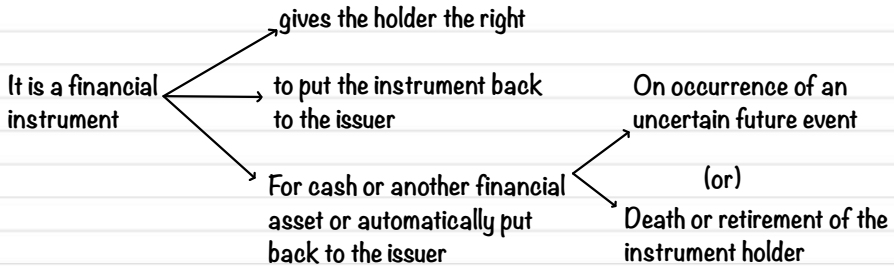 gives the holder the right
It is a financial
instrument
to put the instrument back
to the issuer
For cash or another financial
asset or automatically put
back to the issuer
On occurrence of an
uncertain future event
(or)
Death or retirement of the
instrument holder